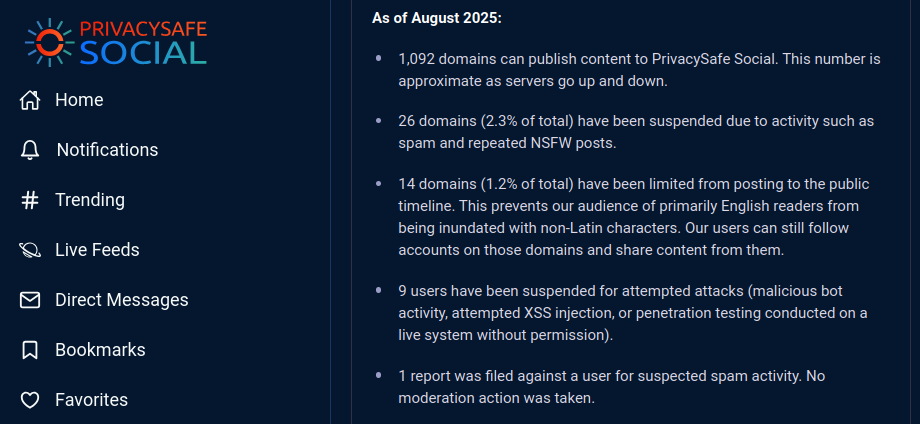 PRIVACYSAFE
SOCIAL
Home
Notifications
Trending
Live Feeds
Direct Messages
Bookmarks
Favorites
As of August 2025:
1,092 domains can publish content to PrivacySafe Social. This number is
approximate as servers go up and down.
26 domains (2.3% of total) have been suspended due to activity such as
spam and repeated NSFW posts.
14 domains (1.2% of total) have been limited from posting to the public
timeline. This prevents our audience of primarily English readers from
being inundated with non-Latin characters. Our users can still follow
accounts on those domains and share content from them.
9 users have been suspended for attempted attacks (malicious bot
activity, attempted XSS injection, or penetration testing conducted on a
live system without permission).
1 report was filed against a user for suspected spam activity. No
moderation action was taken.